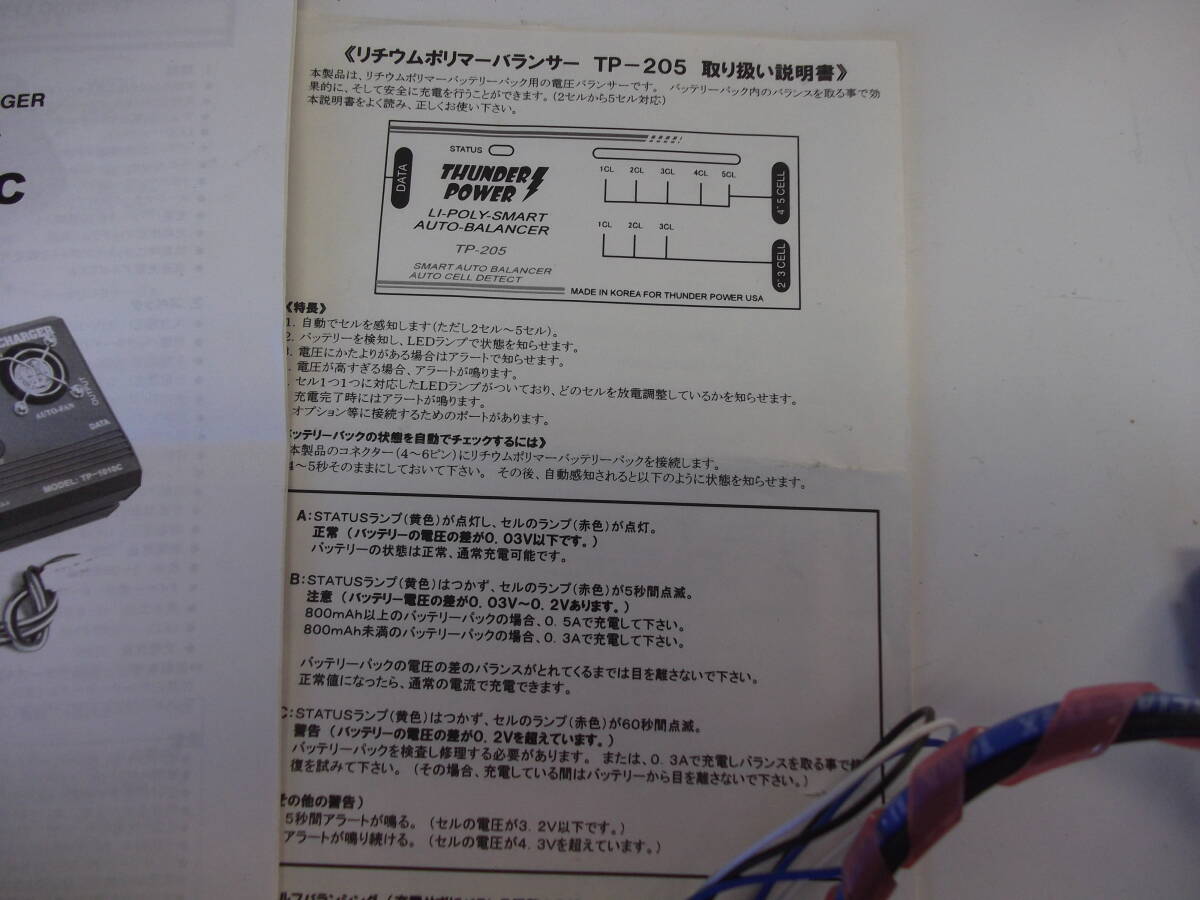 GER
C
CHARGER
OUTPUT
AUTO-FAN
DATA
MODEL: TP-1010C
《リチウムポリマーバランサー TP－205 取り扱い説明書》
本製品は、リチウムポリマーバッテリーパック用の電圧バランサーです。 バッテリーパック内のバランスを取る事で効
果的に、そして安全に充電を行うことができます。（2セルから5セル対応）
本説明書をよく読み、正しくお使い下さい。
STATUS
DATA
THUNDER
POWER
LI-POLY-SMART
AUTO-BALANCER
TP-205
SMART AUTO BALANCER
AUTO CELL DETECT
1CL 2CL 3CL 4CL 5CL
4~5 CELL
1CL 2CL 3CL
2~3 CELL
MADE IN KOREA FOR THUNDER POWER USA
《特長》
1. 自動でセルを感知します（ただし2セル～5セル）。
2. バッテリーを検知し、LEDランプで状態を知らせます。
3. 電圧にかたよりがある場合はアラートで知らせます。
. 電圧が高すぎる場合、アラートが鳴ります。
. セル1つ1つに対応したLEDランプがついており、どのセルを放電調整しているかを知らせます。
充電完了時にはアラートが鳴ります。
オプション等に接続するためのポートがあります。
ッテリーパックの状態を自動でチェックするには》
本製品のコネクター（4～6ピン）にリチウムポリマーバッテリーパックを接続します。
4～5秒そのままにしておいて下さい。 その後、自動感知されると以下のように状態を知らせます。
A：STATUSランプ（黄色）が点灯し、セルのランプ（赤色）が点灯。
正常 （バッテリーの電圧の差が0．03V以下です。）
バッテリーの状態は正常、通常充電可能です。
B：STATUSランプ（黄色）はつかず、セルのランプ（赤色）が5秒間点滅。
注意 （バッテリー電圧の差が0．03V～0．2Vあります。）
800mAh以上のバッテリーパックの場合、0．5Aで充電して下さい。
800mAh未満のバッテリーパックの場合、0．3Aで充電して下さい。
バッテリーパックの電圧の差のバランスがとれてくるまでは目を離さないで下さい。
正常値になったら、通常の電流で充電できます。
C：STATUSランプ（黄色）はつかず、セルのランプ（赤色）が60秒間点滅。
警告 （バッテリーの電圧の差が0．2Vを超えています。）
バッテリーパックを検査し修理する必要があります。 または、0．3Aで充電しバランスを取る事で
復を試みて下さい。 （その場合、充電している間はバッテリーから目を離さないで下さい。）
その他の警告）
5秒間アラートが鳴る。 （セルの電圧が3．2V以下です。）
アラートが鳴り続ける。 （セルの電圧が4．3Vを超えています。）